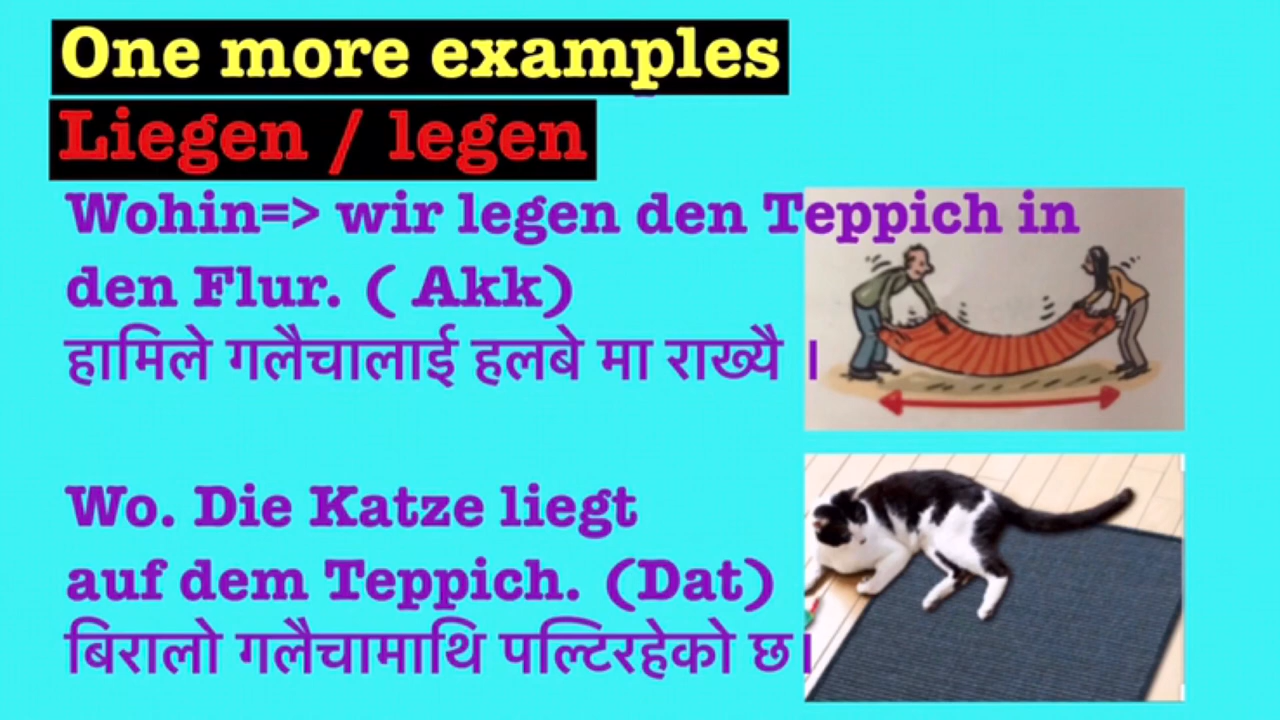 One more examples
Liegen / legen
Wohin=> wir legen den Teppich in
den Flur. ( Akk)
हामिले गलैचालाई हलबे मा राख्यै ।
Wo. Die Katze liegt
auf dem Teppich. (Dat)
बिरालो गलैचामाथि पल्टिरहेको छ।